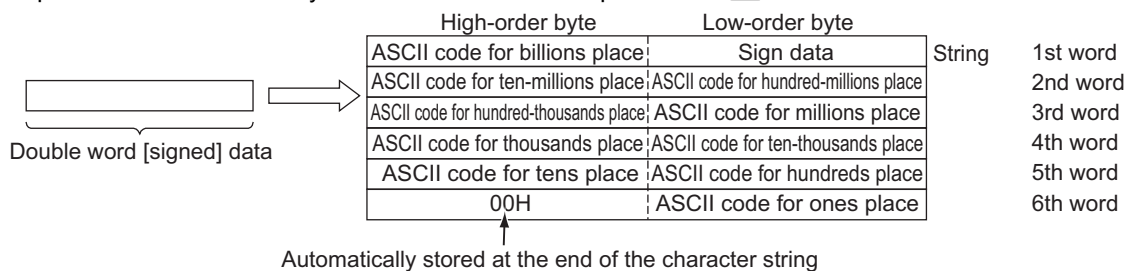 High-order byte Low-order byte
ASCII code for billions place Sign data String 1st word
ASCII code for ten-millions place ASCII code for hundred-millions place 2nd word
ASCII code for hundred-thousands place ASCII code for millions place 3rd word
Double word [signed] data ASCII code for thousands place ASCII code for ten-thousands place 4th word
ASCII code for tens place ASCII code for hundreds place 5th word
00H ASCII code for ones place 6th word
Automatically stored at the end of the character string